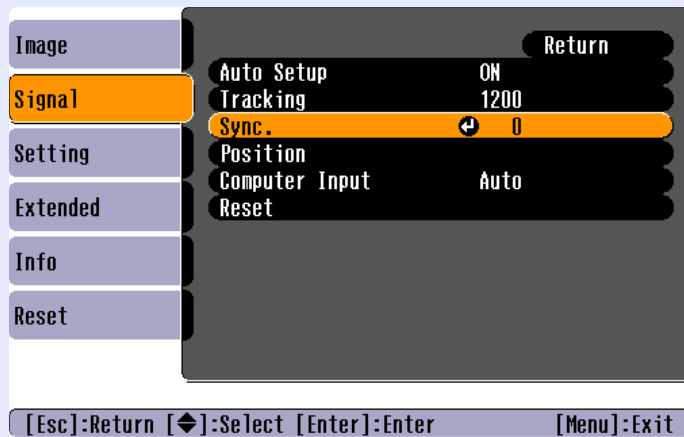 Image
Signal
Setting
Extended
Info
Reset
Return
Auto Setup ON
Tracking 1200
Sync. 0
Position
Computer Input Auto
Reset
[Esc]:Return [◆]:Select [Enter]:Enter [Menu]:Exit